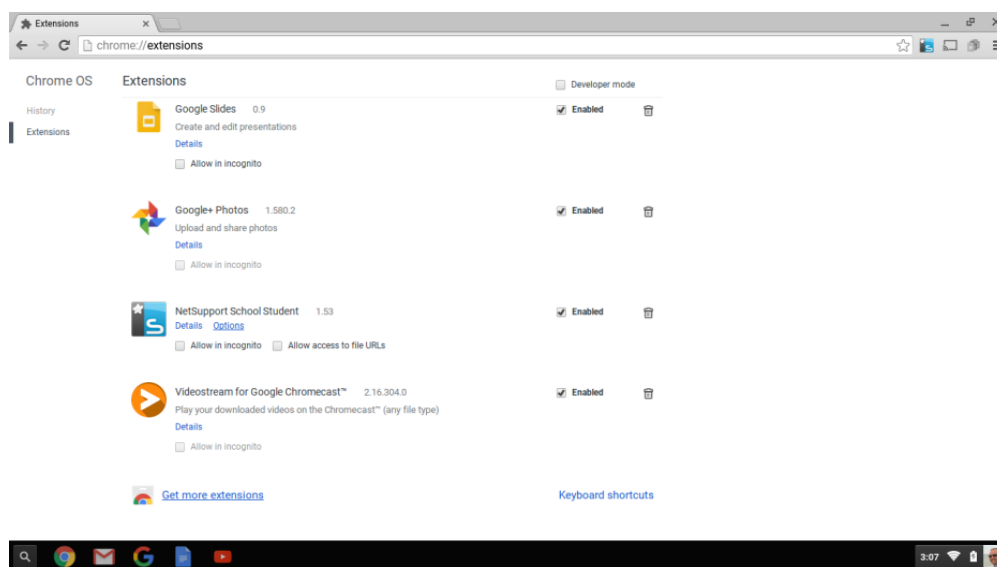 Extensions
chrome://extensions
Chrome OS
Extensions
Developer mode
History
Extensions
Google Slides 0.9
Enabled
Create and edit presentations
Details
Allow in incognito
Google+ Photos 1.580.2
Enabled
Upload and share photos
Details
Allow in incognito
NetSupport School Student 1.53
Enabled
Details Options
Allow in incognito Allow access to file URLs
Videostream for Google Chromecast™ 2.16.304.0
Enabled
Play your downloaded videos on the Chromecast™ (any file type)
Details
Allow in incognito
Get more extensions
Keyboard shortcuts
3:07